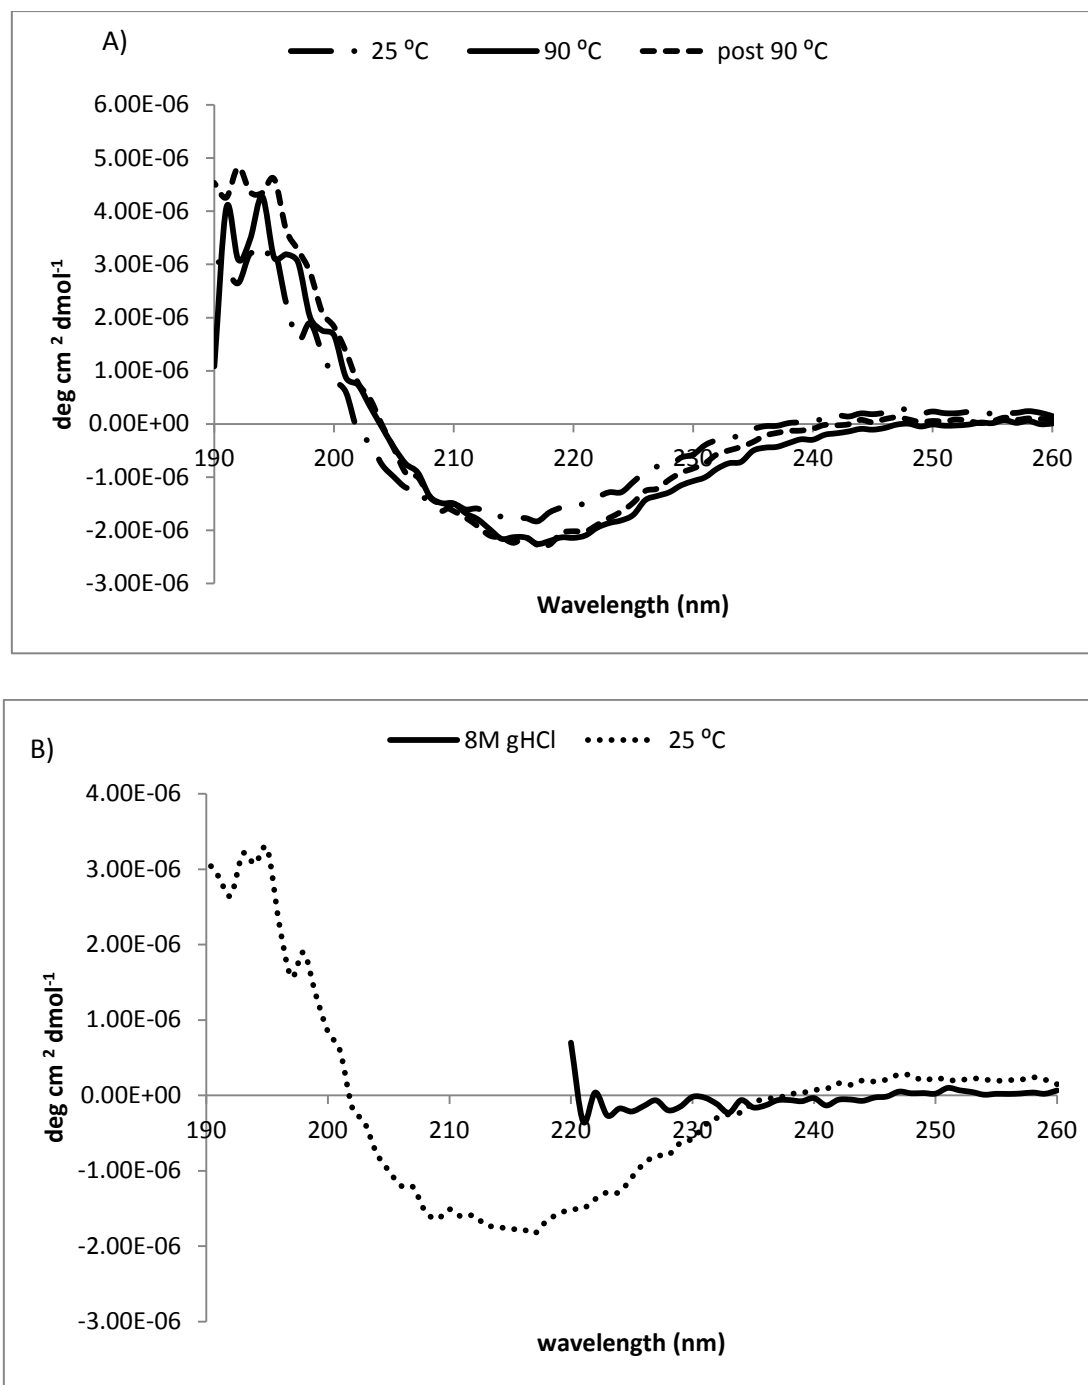 A)
25 ⁰C 90 ⁰C post 90 ⁰C
6.00E-06
5.00E-06
4.00E-06
3.00E-06
2.00E-06
1.00E-06
0.00E+00
-1.00E-06
-2.00E-06
-3.00E-06
190 200 210 220 230 240 250 260
deg cm ² dmol⁻¹
Wavelength (nm)
B)
8M gHCl 25 ⁰C
4.00E-06
3.00E-06
2.00E-06
1.00E-06
0.00E+00
-1.00E-06
-2.00E-06
-3.00E-06
190 200 210 220 230 240 250 260
deg cm ² dmol⁻¹
wavelength (nm)